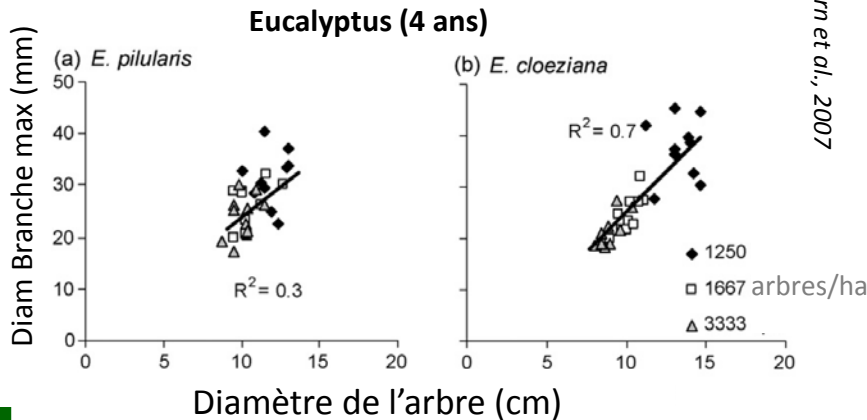 Eucalyptus (4 ans)
rn et al., 2007
Diam Branche max (mm)
(a) E. pilularis
50
40
30
20
10
0
R²= 0.3
0
5
10
15
20
(b) E. cloeziana
R²= 0.7
1250
1667 arbres/ha
3333
0
5
10
15
20
Diamètre de l'arbre (cm)